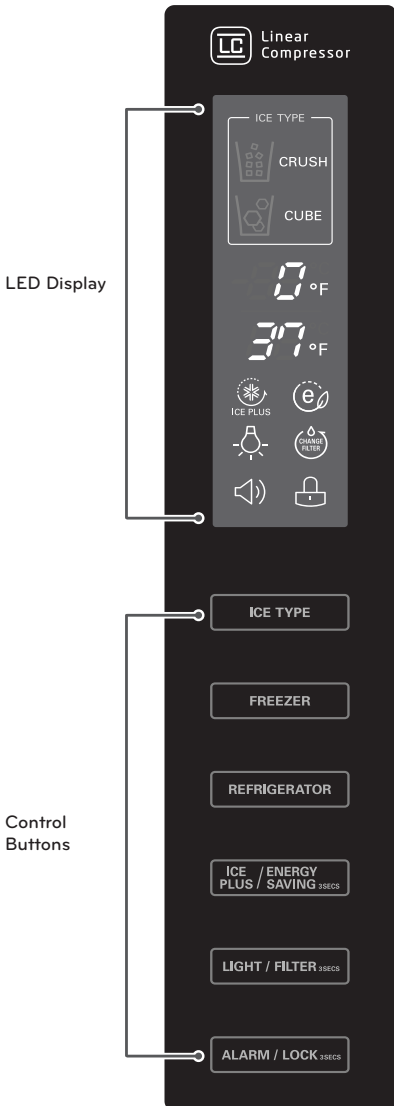 LC Linear
Compressor
ICE TYPE
CRUSH
CUBE
LED Display
0 °F
37 °F
ICE PLUS
e
CHANGE
FILTER
ICE TYPE
FREEZER
REFRIGERATOR
Control
Buttons
ICE / ENERGY
PLUS / SAVING 3SECS
LIGHT / FILTER 3SECS
ALARM / LOCK 3SECS